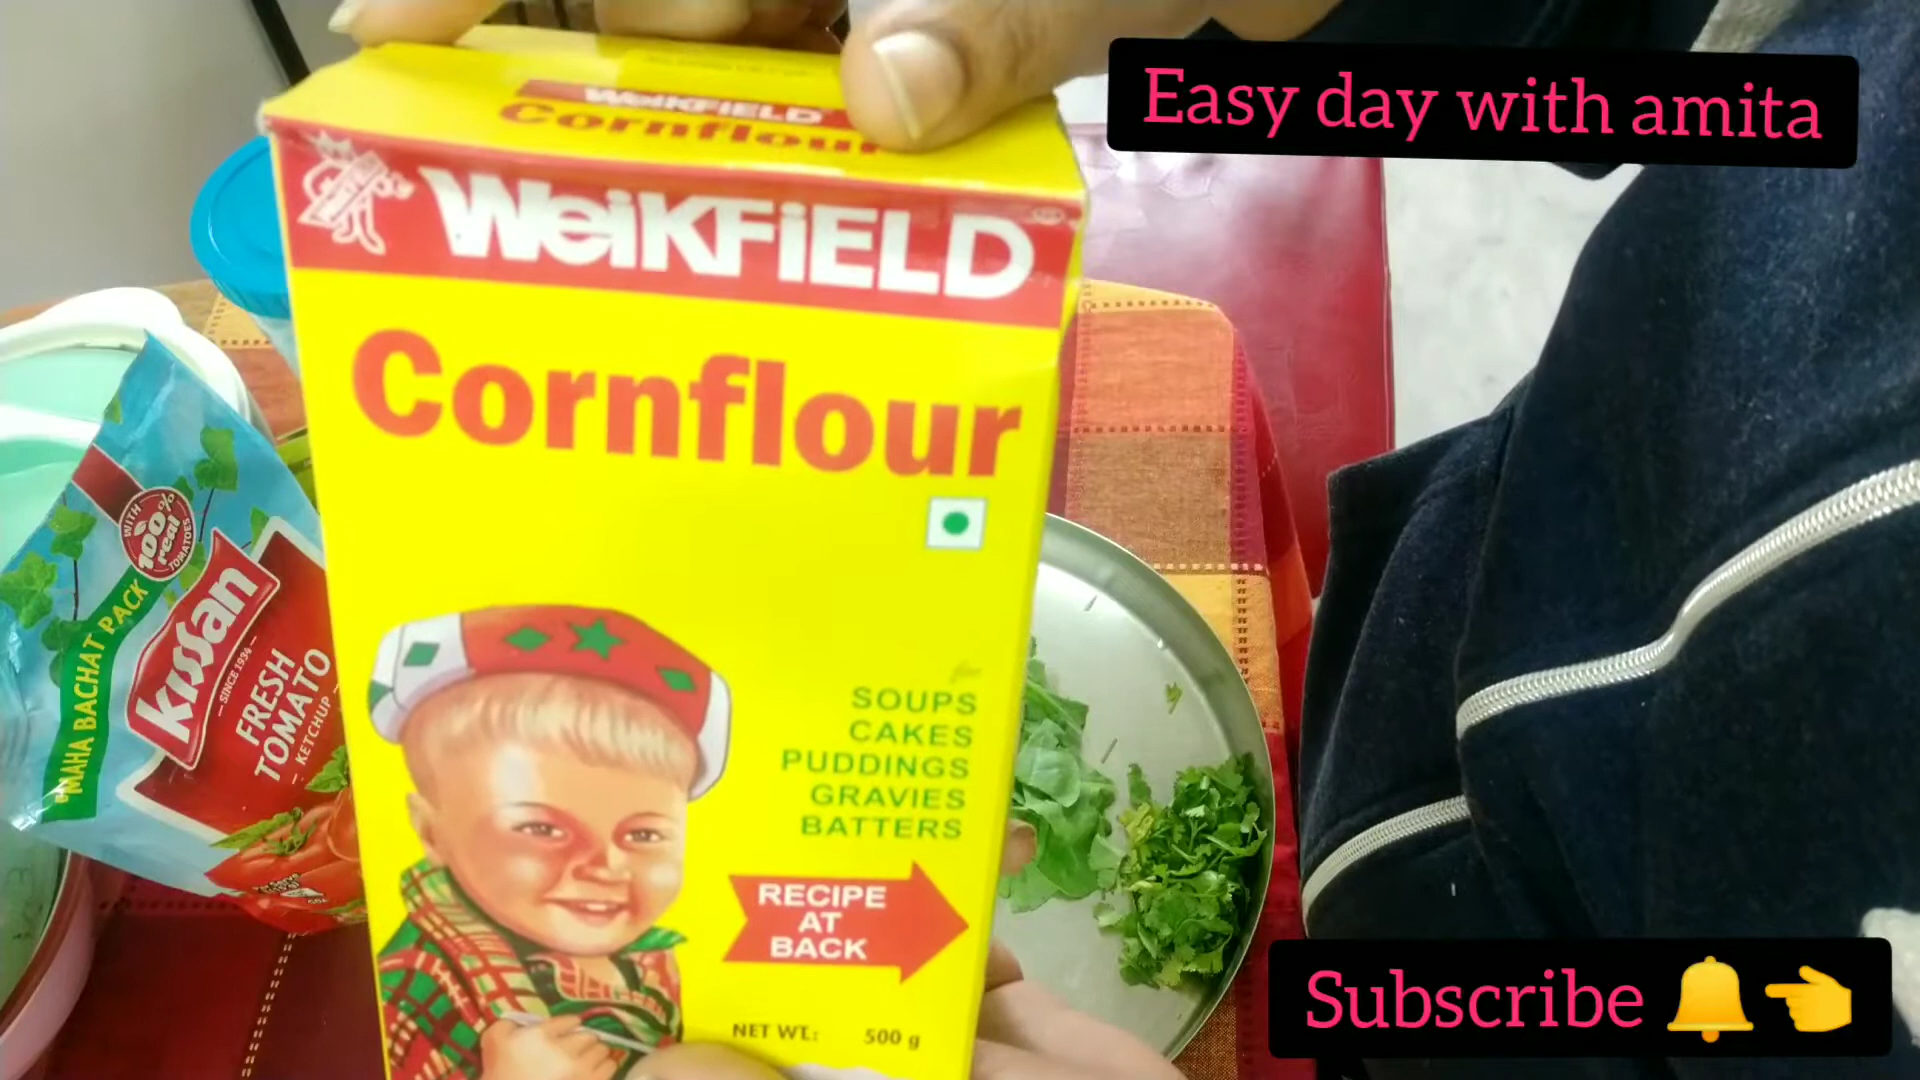 Easy day with amita
WeiKFiELD
Cornflour
WeiKFiELD
Cornflour
for
SOUPS
CAKES
PUDDINGS
GRAVIES
BATTERS
RECIPE
AT
BACK
NET WT.: 500 g
WITH
100%
real
TOMATOES
MAHA BACHAT PACK
kissan
SINCE 1934
FRESH
TOMATO
KETCHUP
Subscribe 🔔👈